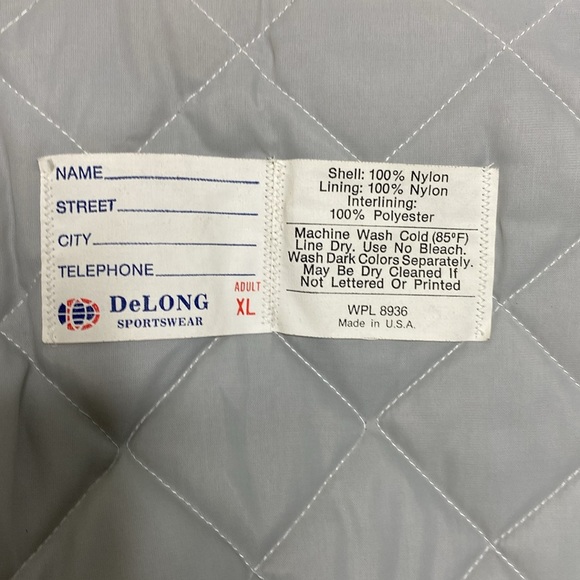 NAME
STREET
CITY
TELEPHONE
DeLONG
SPORTSWEAR
ADULT
XL
Shell: 100% Nylon
Lining: 100% Nylon
Interlining:
100% Polyester
Machine Wash Cold (85°F)
Line Dry. Use No Bleach.
Wash Dark Colors Separately.
May Be Dry Cleaned If
Not Lettered Or Printed
WPL 8936
Made in U.S.A.